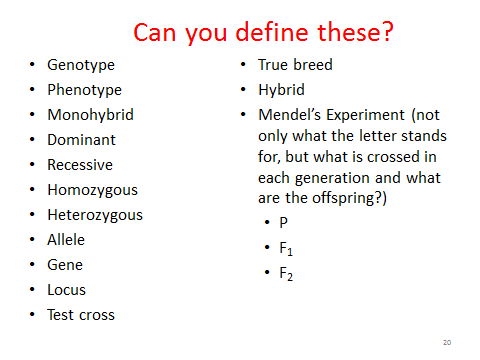 Can you define these?
• Genotype
• Phenotype
• Monohybrid
• Dominant
• Recessive
• Homozygous
• Heterozygous
• Allele
• Gene
• Locus
• Test cross
• True breed
• Hybrid
• Mendel's Experiment (not
only what the letter stands
for, but what is crossed in
each generation and what
are the offspring?)
• P
• F₁
• F₂
20